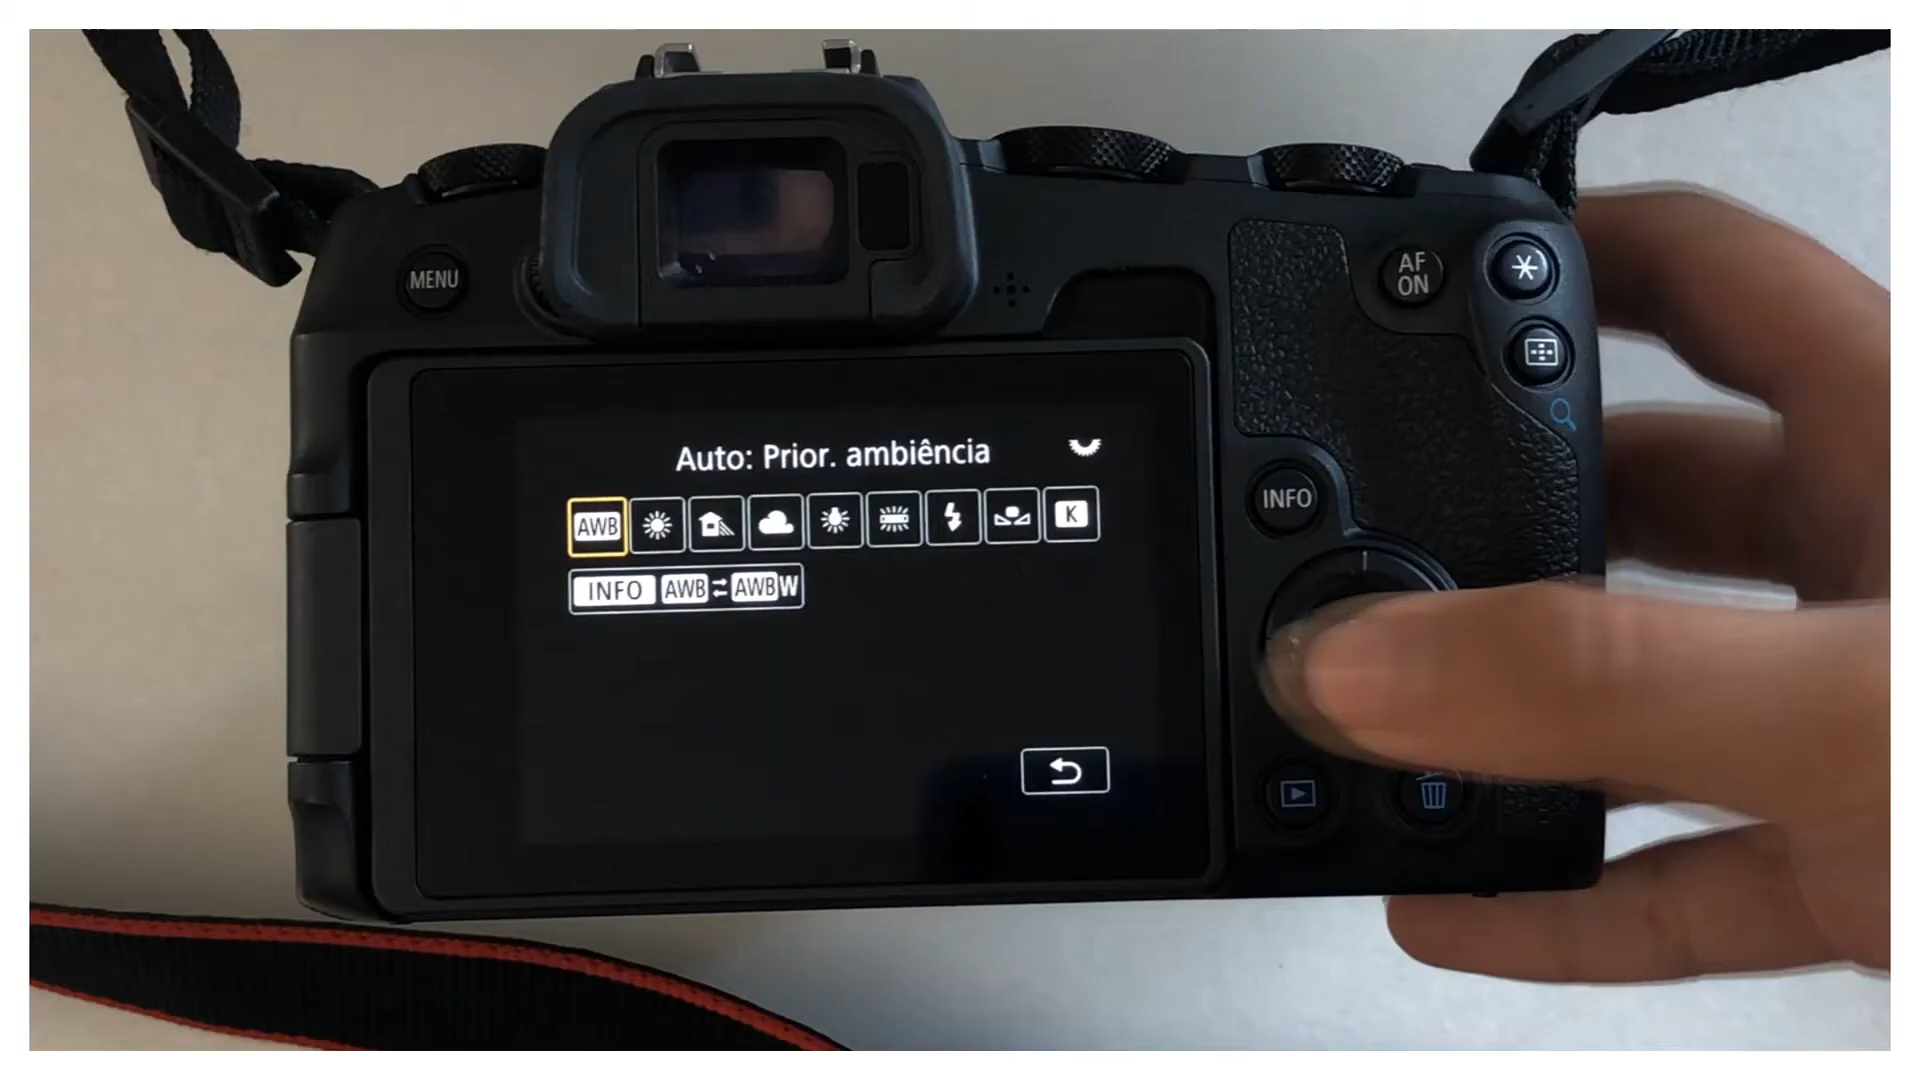 MENU
AF
ON
Auto: Prior. ambiência
AWB K
INFO AWB AWBW
INFO